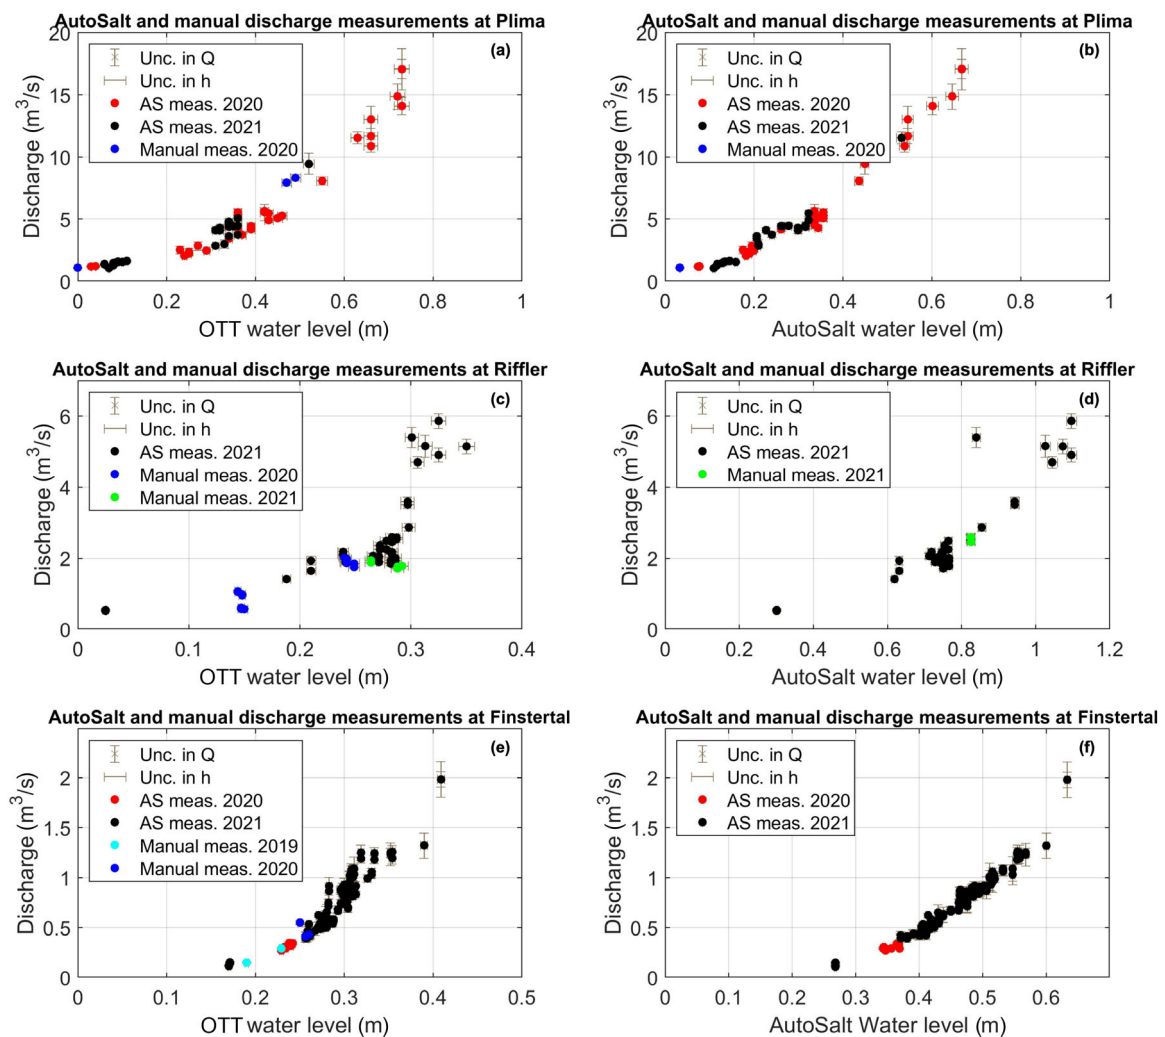 AutoSalt and manual discharge measurements at Plima
(a)
Unc. in Q
Unc. in h
AS meas. 2020
AS meas. 2021
Manual meas. 2020
Discharge (m³/s)
20
15
10
5
0
0 0.2 0.4 0.6 0.8 1
OTT water level (m)
AutoSalt and manual discharge measurements at Plima
(b)
Unc. in Q
Unc. in h
AS meas. 2020
AS meas. 2021
Manual meas. 2020
Discharge (m³/s)
20
15
10
5
0
0 0.2 0.4 0.6 0.8 1
AutoSalt water level (m)
AutoSalt and manual discharge measurements at Riffler
(c)
Unc. in Q
Unc. in h
AS meas. 2021
Manual meas. 2020
Manual meas. 2021
Discharge (m³/s)
6
4
2
0
0 0.1 0.2 0.3 0.4
OTT water level (m)
AutoSalt and manual discharge measurements at Riffler
(d)
Unc. in Q
Unc. in h
AS meas. 2021
Manual meas. 2021
Discharge (m³/s)
6
4
2
0
0 0.2 0.4 0.6 0.8 1 1.2
AutoSalt water level (m)
AutoSalt and manual discharge measurements at Finstertal
(e)
Unc. in Q
Unc. in h
AS meas. 2020
AS meas. 2021
Manual meas. 2019
Manual meas. 2020
Discharge (m³/s)
2
1.5
1
0.5
0
0 0.1 0.2 0.3 0.4 0.5
OTT water level (m)
AutoSalt and manual discharge measurements at Finstertal
(f)
Unc. in Q
Unc. in h
AS meas. 2020
AS meas. 2021
Discharge (m³/s)
2
1.5
1
0.5
0
0 0.1 0.2 0.3 0.4 0.5 0.6
AutoSalt Water level (m)